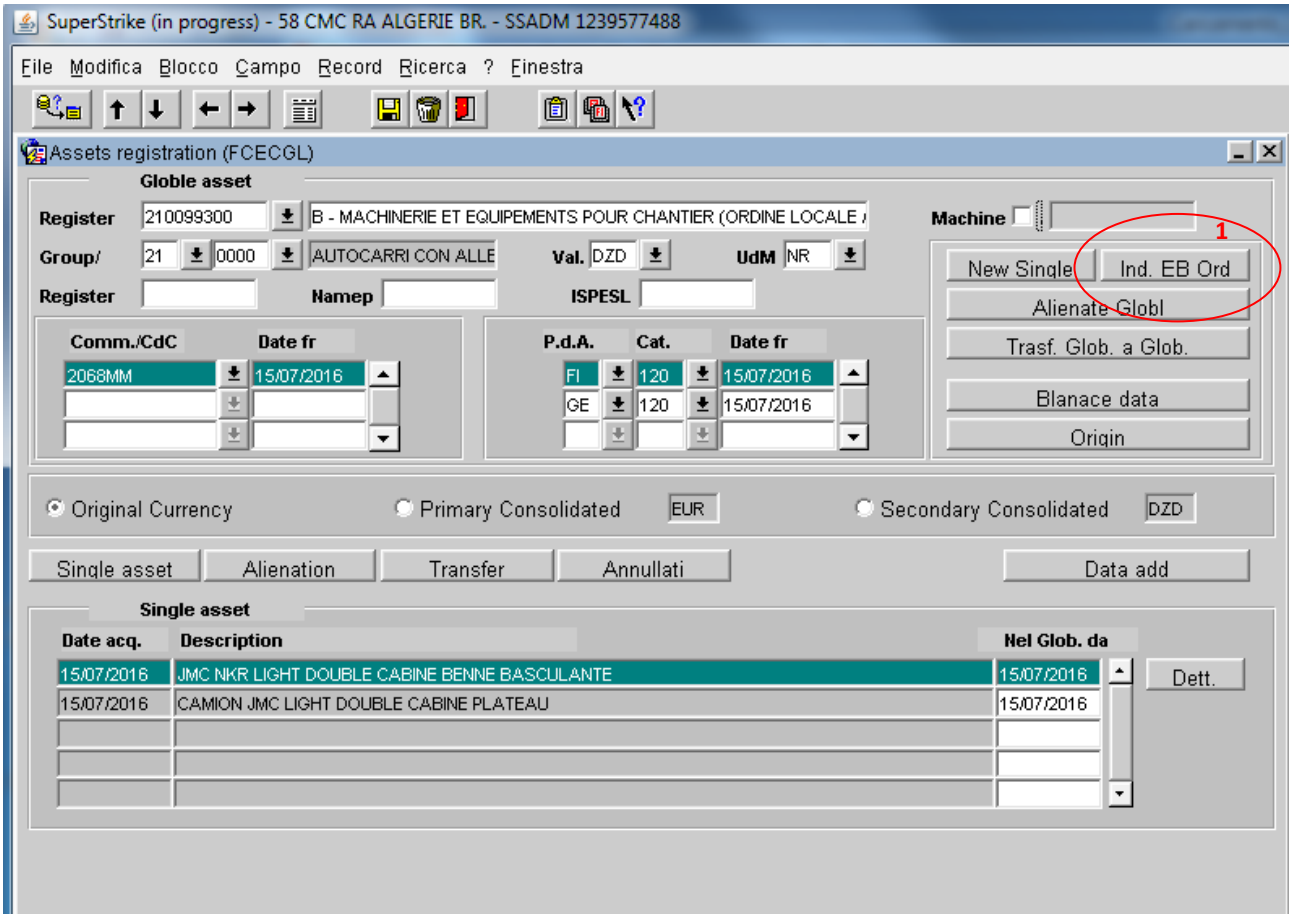 SuperStrike (in progress) - 58 CMC RA ALGERIE BR. - SSADM 1239577488
File Modifica Blocco Campo Record Ricerca ? Finestra
Assets registration (FCECGL)
Globle asset
Register 210099300 B - MACHINERIE ET EQUIPEMENTS POUR CHANTIER (ORDINE LOCALE / Machine
1
Group/ 21 0000 AUTOCARRI CON ALLE Val. DZD UdM NR
New Single Ind. EB Ord
Register Namep ISPESL
Alienate Globl
Comm./CdC Date fr P.d.A. Cat. Date fr
Trasf. Glob. a Glob.
2068MM 15/07/2016 FI 120 15/07/2016
GE 120 15/07/2016
Blanace data
Origin
Original Currency Primary Consolidated EUR Secondary Consolidated DZD
Single asset Alienation Transfer Annullati Data add
Single asset
Date acq. Description Nel Glob. da
15/07/2016 JMC NKR LIGHT DOUBLE CABINE BENNE BASCULANTE 15/07/2016 Dett.
15/07/2016 CAMION JMC LIGHT DOUBLE CABINE PLATEAU 15/07/2016